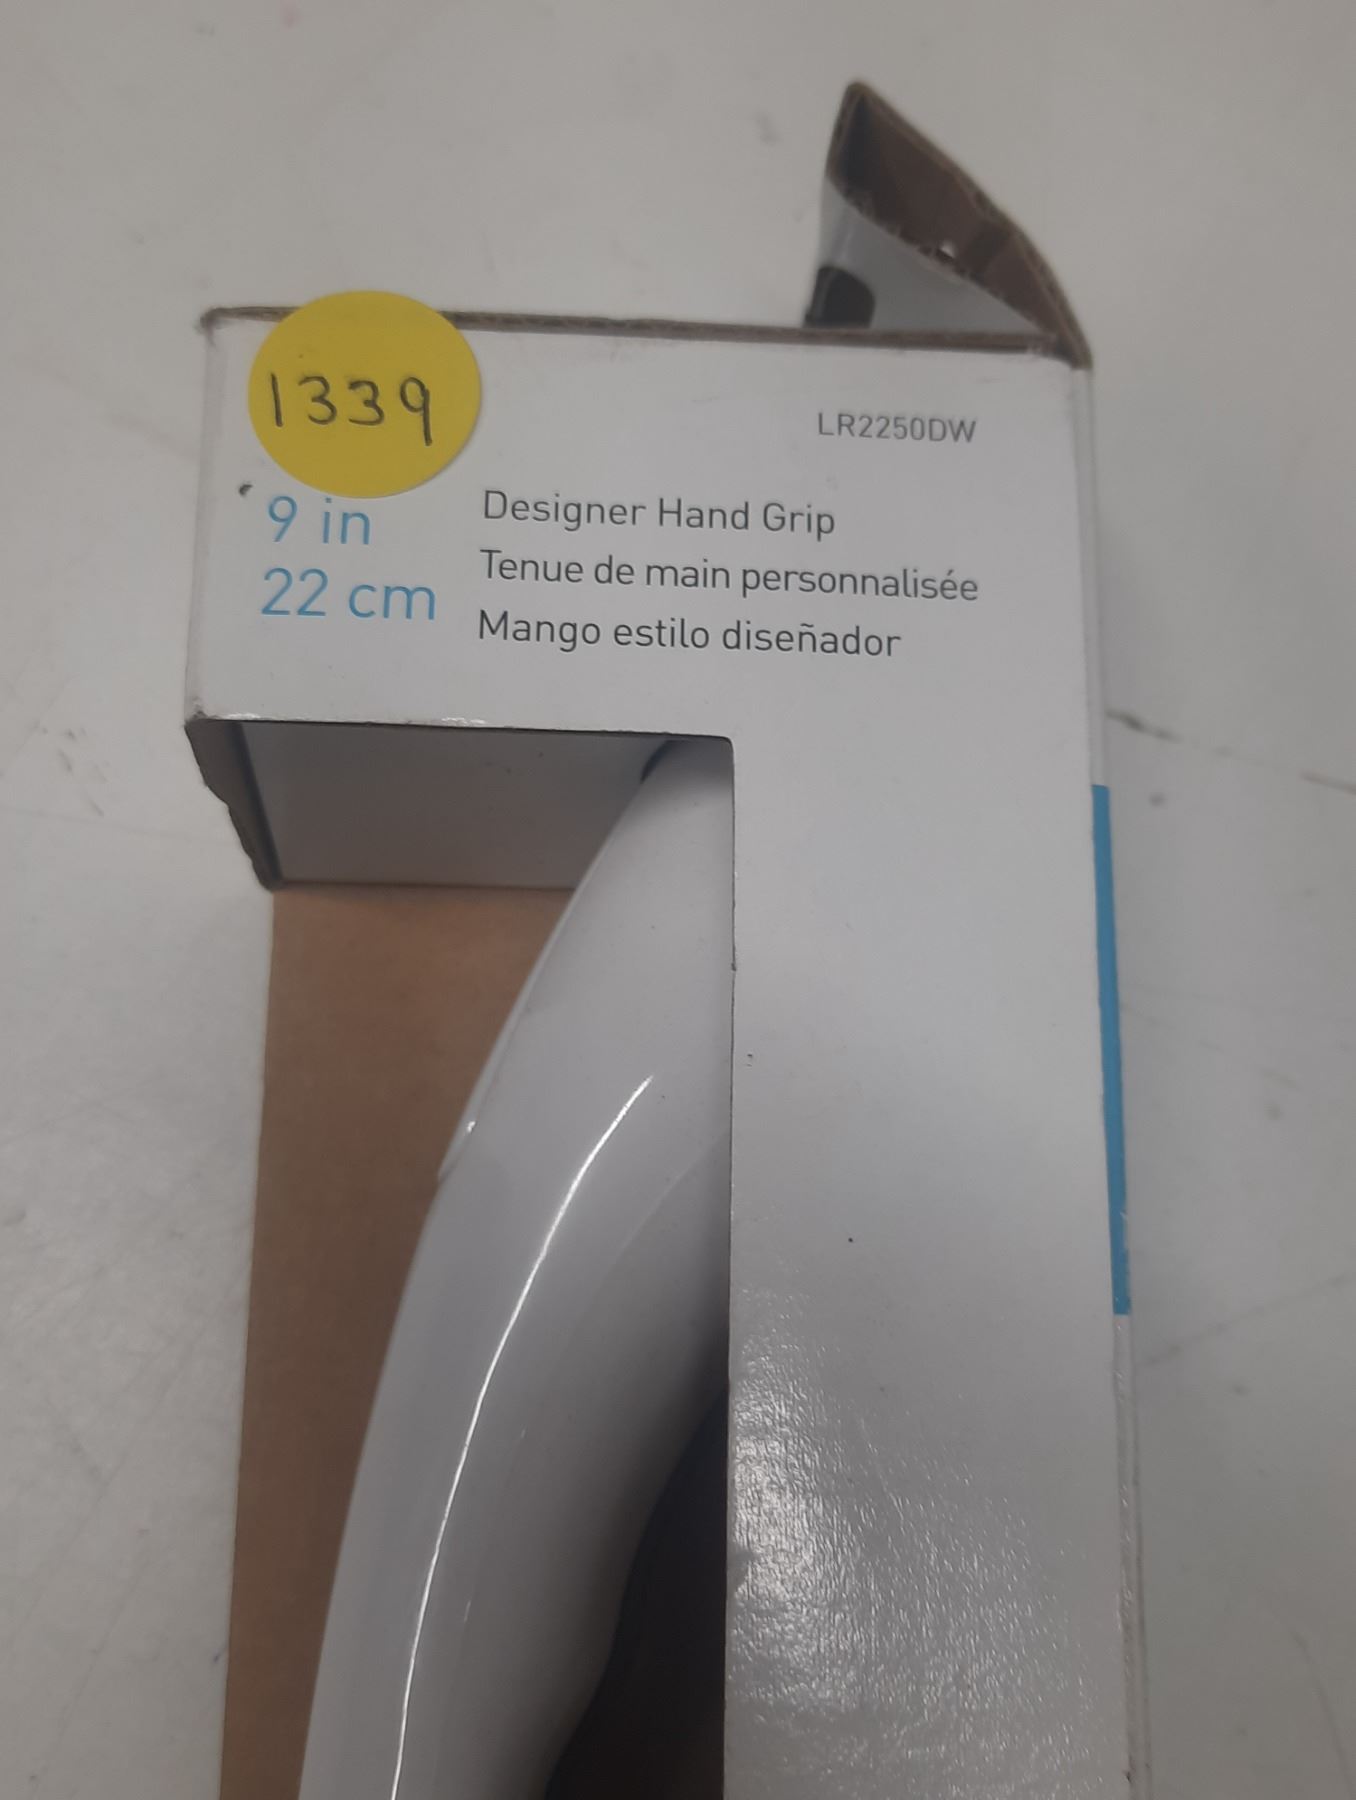 1339
LR2250DW
9 in
22 cm
Designer Hand Grip
Tenue de main personnalisée
Mango estilo diseñador